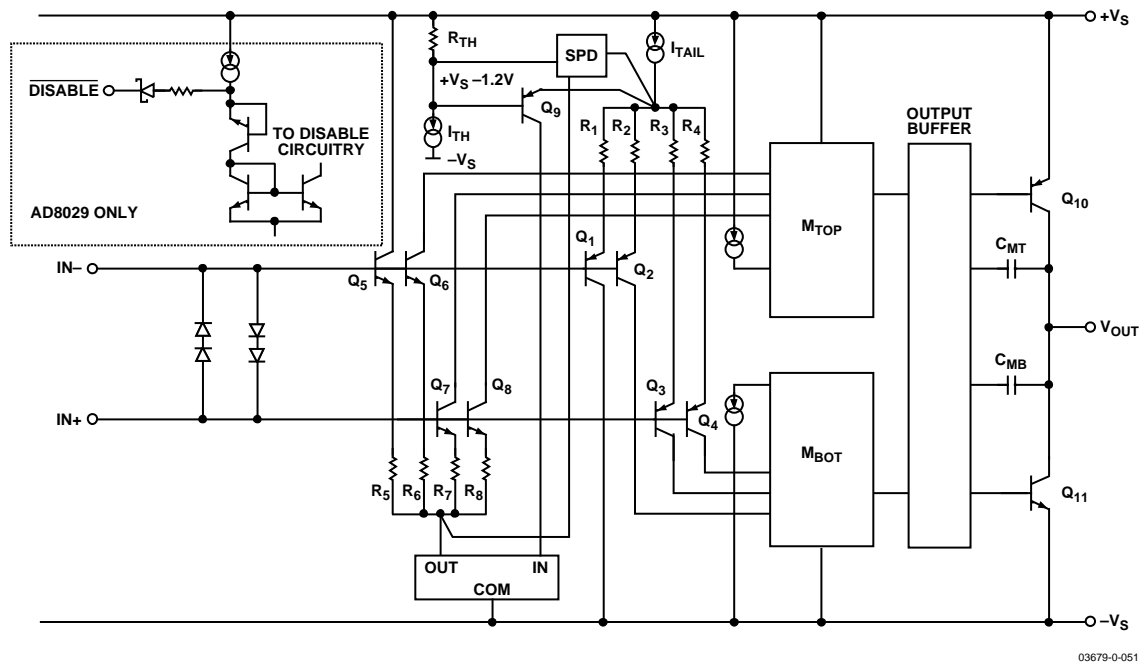 +VS
RTH
SPD
ITAIL
DISABLE
+VS –1.2V
Q9
R1
R2
R3
R4
OUTPUT
BUFFER
TO DISABLE
CIRCUITRY
ITH
–VS
AD8029 ONLY
MTOP
Q10
IN–
Q5
Q6
Q1
Q2
CMT
VOUT
CMB
Q7
Q8
Q3
Q4
IN+
MBOT
R5
R6
R7
R8
Q11
OUT
IN
COM
–VS
03679-0-051